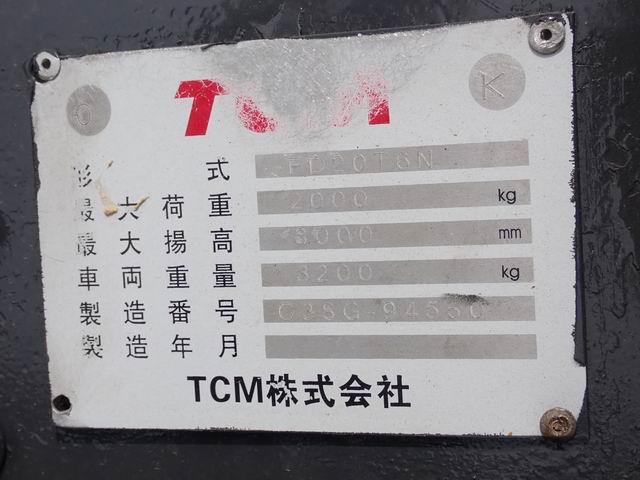 O TCM K
形式 FD20T6N
最大荷重 2000 kg
最大揚高 3000 mm
車両重量 3200 kg
製造番号
製造年月
TCM株式会社